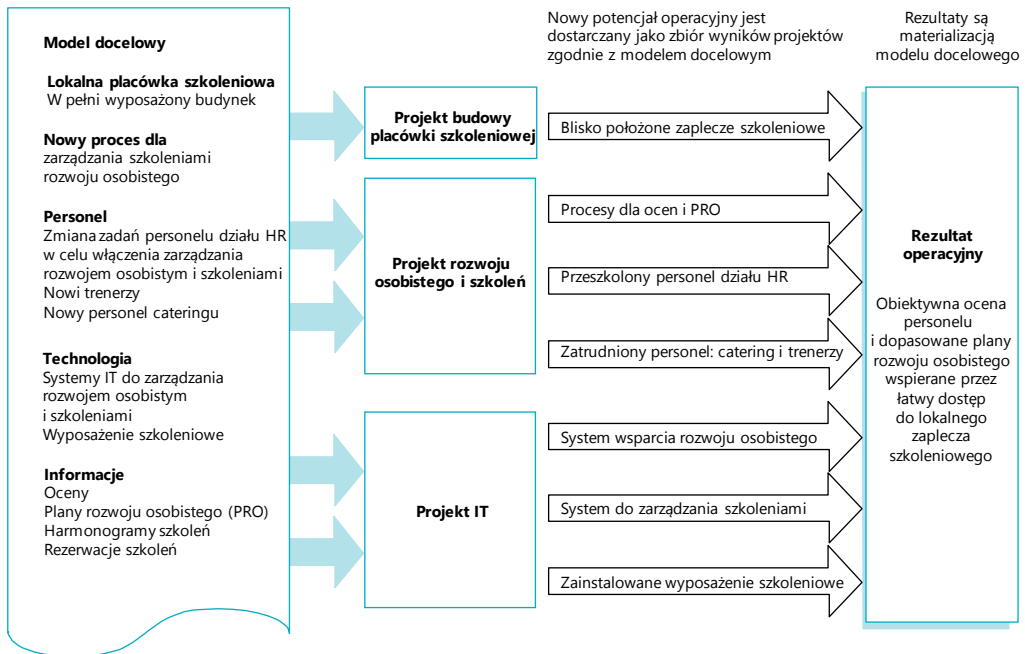 Nowy potencjał operacyjny jest
dostarczany jako zbiór wyników projektów
zgodnie z modelem docelowym
Rezultaty są
materializacją
modelu docelowego
Model docelowy
Lokalna placówka szkoleniowa
W pełni wyposażony budynek
Nowy proces dla
zarządzania szkoleniami
rozwoju osobistego
Personel
Zmiana zadań personelu działu HR
w celu włączenia zarządzania
rozwojem osobistym i szkoleniami
Nowi trenerzy
Nowy personel cateringu
Technologia
Systemy IT do zarządzania
rozwojem osobistym
i szkoleniami
Wyposażenie szkoleniowe
Informacje
Oceny
Plany rozwoju osobistego (PRO)
Harmonogramy szkoleń
Rezerwacje szkoleń
Projekt budowy
placówki szkoleniowej
Projekt rozwoju
osobistego i szkoleń
Projekt IT
Blisko położone zaplecze szkoleniowe
Procesy dla ocen i PRO
Przeszkolony personel działu HR
Zatrudniony personel: catering i trenerzy
System wsparcia rozwoju osobistego
System do zarządzania szkoleniami
Zainstalowane wyposażenie szkoleniowe
Rezultat
operacyjny
Obiektywna ocena
personelu
i dopasowane plany
rozwoju osobistego
wspierane przez
łatwy dostęp
do lokalnego
zaplecza
szkoleniowego